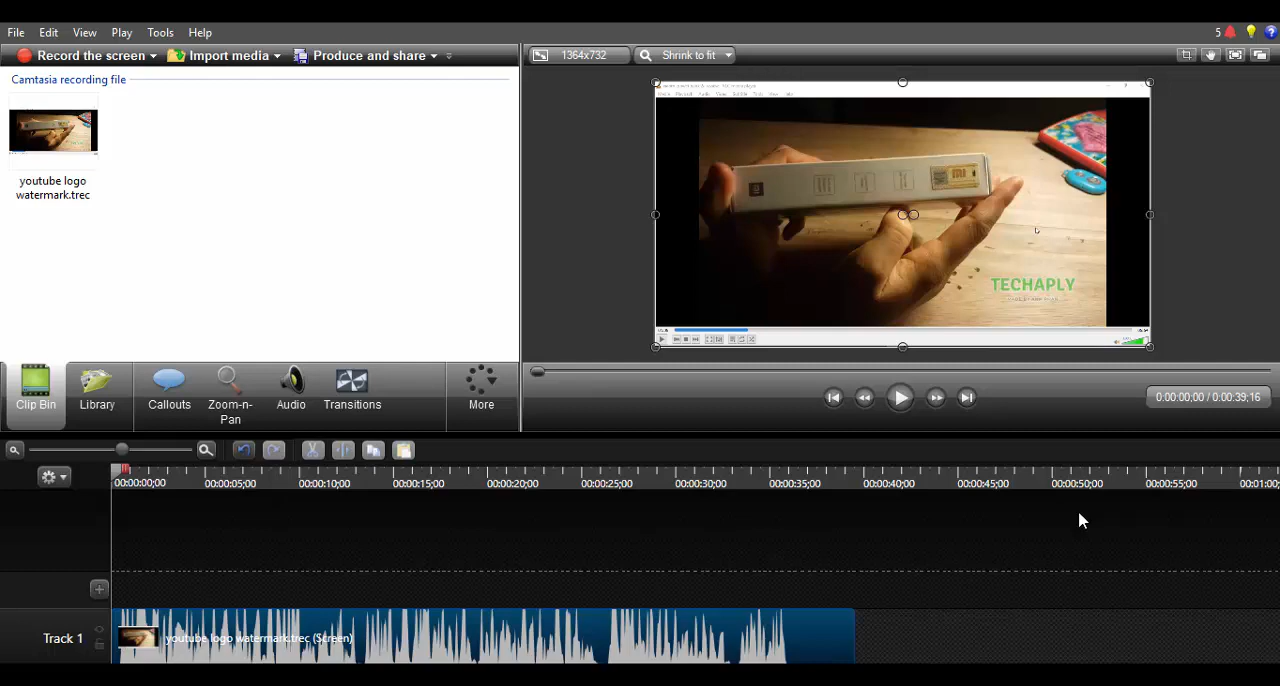 File Edit View Play Tools Help
5
Record the screen Import media Produce and share
1364x732 Shrink to fit
Camtasia recording file
youtube logo
watermark.trec
TECHAPLY
Clip Bin Library Callouts Zoom-n-
Pan Audio Transitions More
0:00:00;00 / 0:00:39;16
00:00:00;00 00:00:05;00 00:00:10;00 00:00:15;00 00:00:20;00 00:00:25;00 00:00:30;00 00:00:35;00 00:00:40;00 00:00:45;00 00:00:50;00 00:00:55;00 00:01:00;
Track 1 youtube logo watermark.trec (Screen)